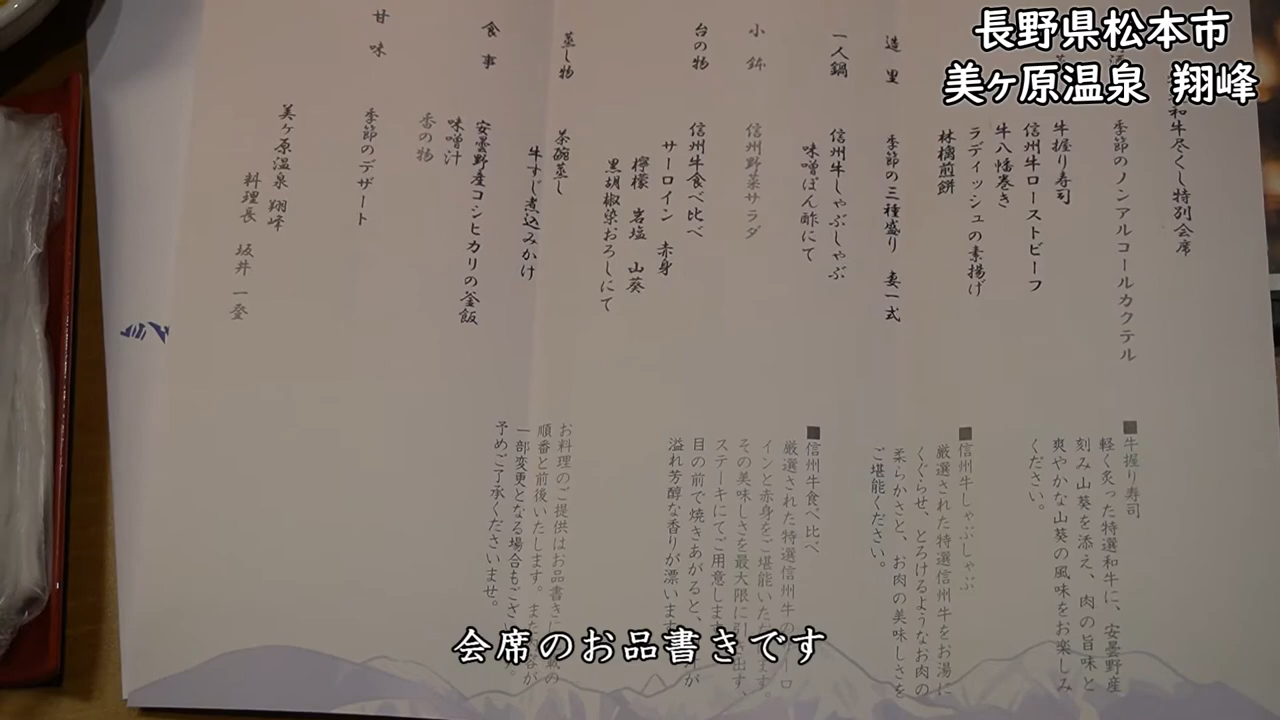 長野県松本市
美ヶ原温泉 翔峰
和牛尽くし特別会席
季節のノンアルコールカクテル
牛握り寿司
信州牛ローストビーフ
牛八幡巻き
ラディッシュの素揚げ
林檎煎餅
造里
季節の三種盛り 妻一式
一人鍋
信州牛しゃぶしゃぶ
味噌ぽん酢にて
小鉢
信州野菜サラダ
台の物
信州牛食べ比べ
サーロイン 赤身
檸檬 岩塩 山葵
黒胡椒柴おろしにて
蒸し物
茶碗蒸し
牛すじ煮込みかけ
食事
安曇野産コシヒカリの釜飯
味噌汁
香の物
甘味
季節のデザート
美ヶ原温泉 翔峰
料理長 坂井 一登
■牛握り寿司
軽く炙った特選和牛に、安曇野産
刻み山葵を添え、肉の旨味と
爽やかな山葵の風味をお楽しみ
ください。
■信州牛しゃぶしゃぶ
厳選された特選信州牛をお湯に
くぐらせ、とろけるようなお肉の
柔らかさと、お肉の美味しさを
ご堪能ください。
■信州牛食べ比べ
厳選された特選信州牛の
インと赤身をご堪能いただ
その美味しさを最大限に
ステーキにてご用意します
目の前で焼きあがると、
溢れ芳醇な香りが漂います
お料理のご提供はお品書きに
順番と前後いたします。また
一部変更となる場合もござい
予めご了承くださいませ。
会席のお品書きです